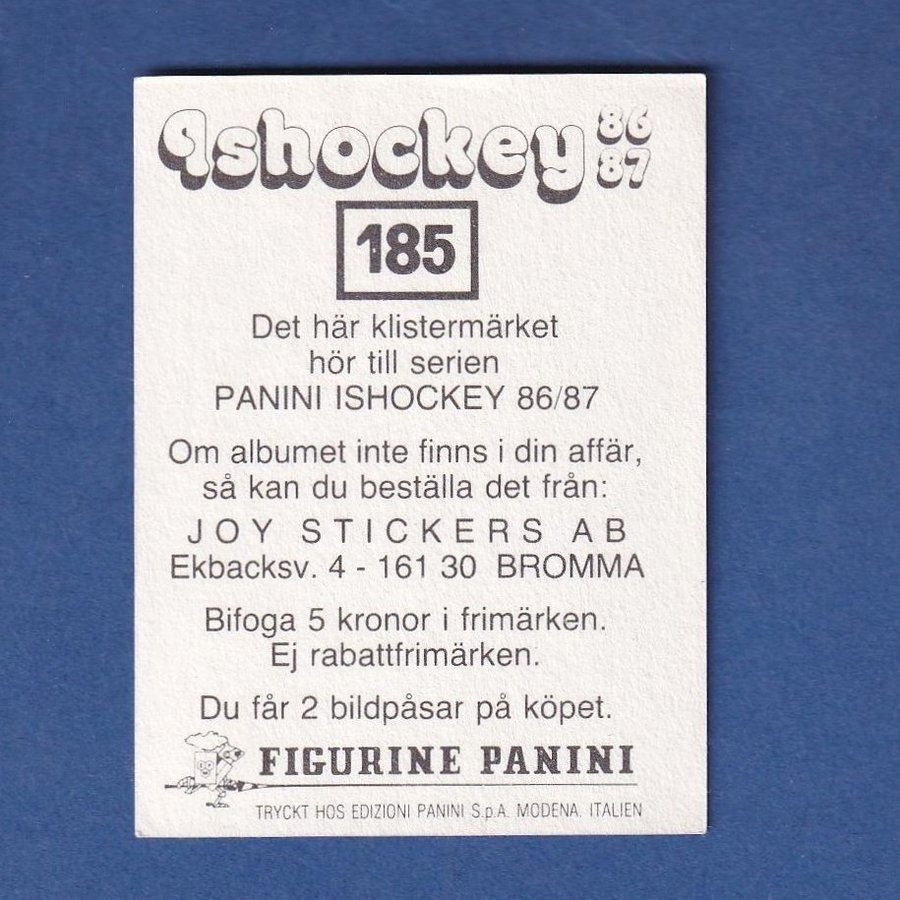 Ishockey 86
87
185
Det här klistermärket
hör till serien
PANINI ISHOCKEY 86/87
Om albumet inte finns i din affär,
så kan du beställa det från:
JOY STICKERS AB
Ekbacksv. 4 - 161 30 BROMMA
Bifoga 5 kronor i frimärken.
Ej rabattfrimärken.
Du får 2 bildpåsar på köpet.
FIGURINE PANINI
TRYCKT HOS EDIZIONI PANINI S.p.A. MODENA. ITALIEN